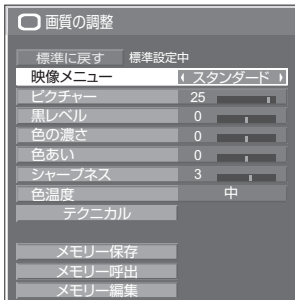 画質の調整
標準に戻す 標準設定中
映像メニュー スタンダード
ピクチャー 25
黒レベル 0
色の濃さ 0
色あい 0
シャープネス 3
色温度 中
テクニカル
メモリー保存
メモリー呼出
メモリー編集